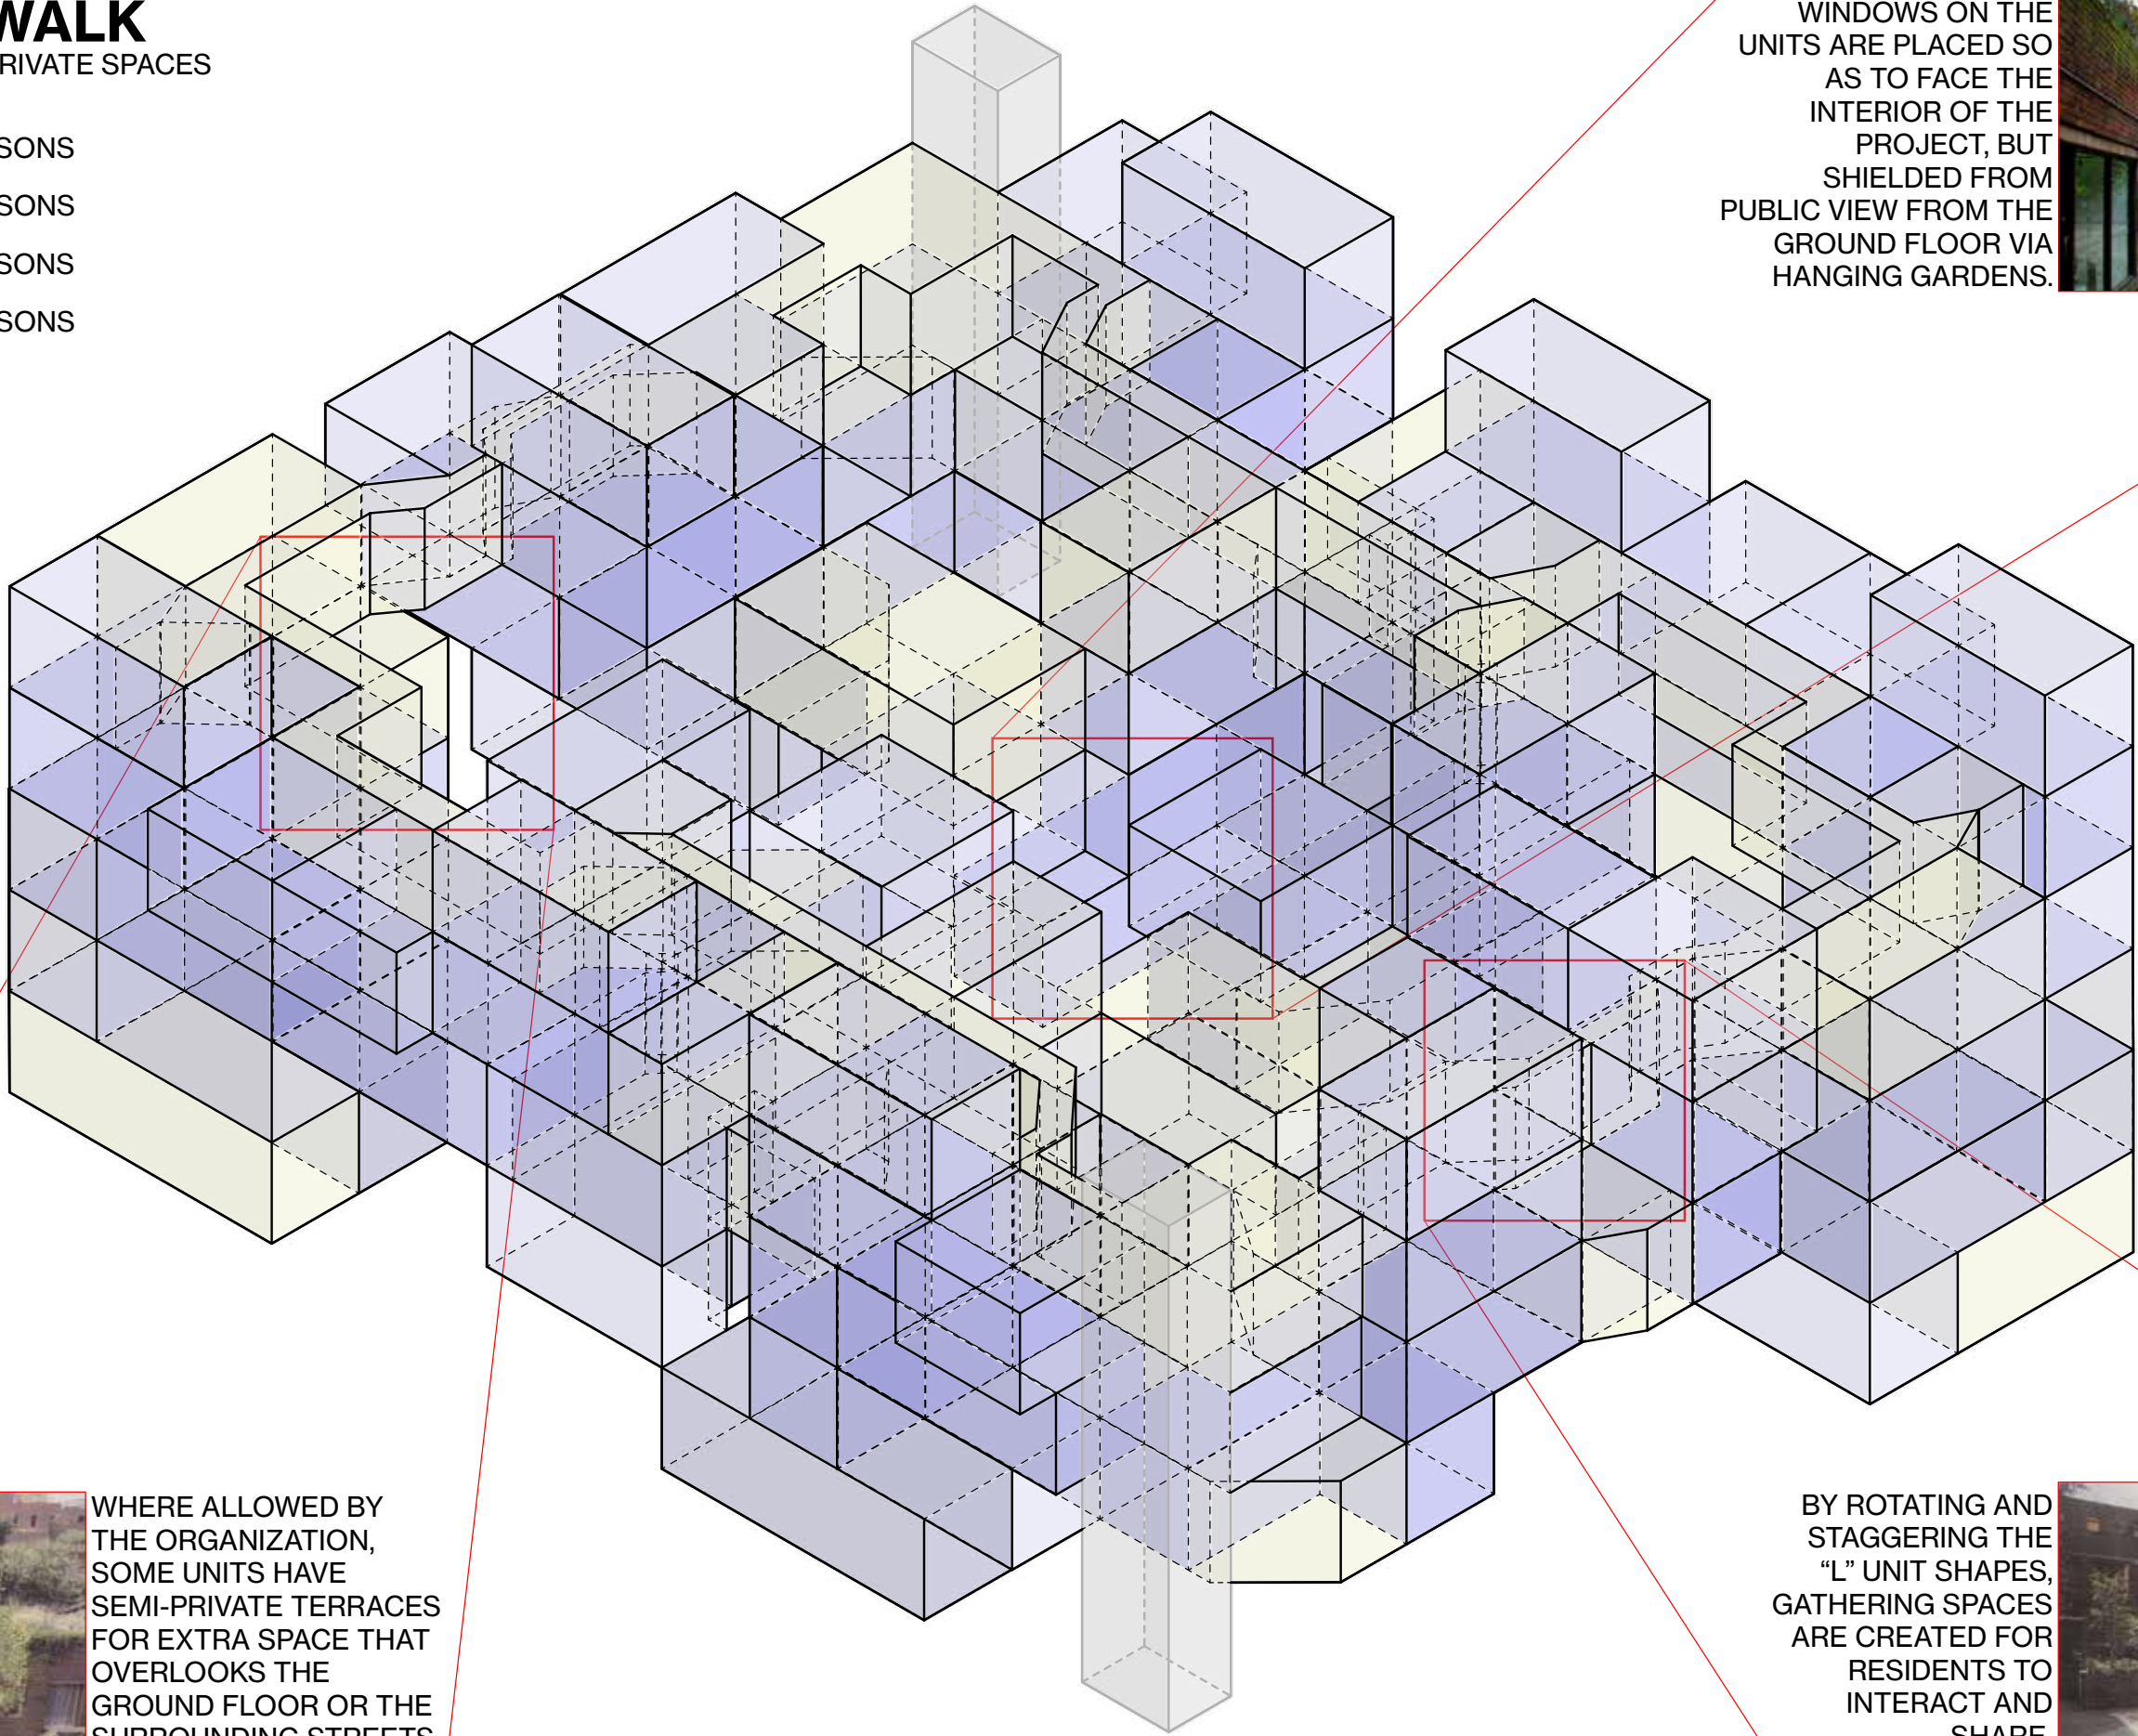 WALK
RIVATE SPACES
SONS
SONS
SONS
SONS
WINDOWS ON THE
UNITS ARE PLACED SO
AS TO FACE THE
INTERIOR OF THE
PROJECT, BUT
SHIELDED FROM
PUBLIC VIEW FROM THE
GROUND FLOOR VIA
HANGING GARDENS.
WHERE ALLOWED BY
THE ORGANIZATION,
SOME UNITS HAVE
SEMI-PRIVATE TERRACES
FOR EXTRA SPACE THAT
OVERLOOKS THE
GROUND FLOOR OR THE
SURROUNDING STREETS
BY ROTATING AND
STAGGERING THE
“L” UNIT SHAPES,
GATHERING SPACES
ARE CREATED FOR
RESIDENTS TO
INTERACT AND
SHARE.